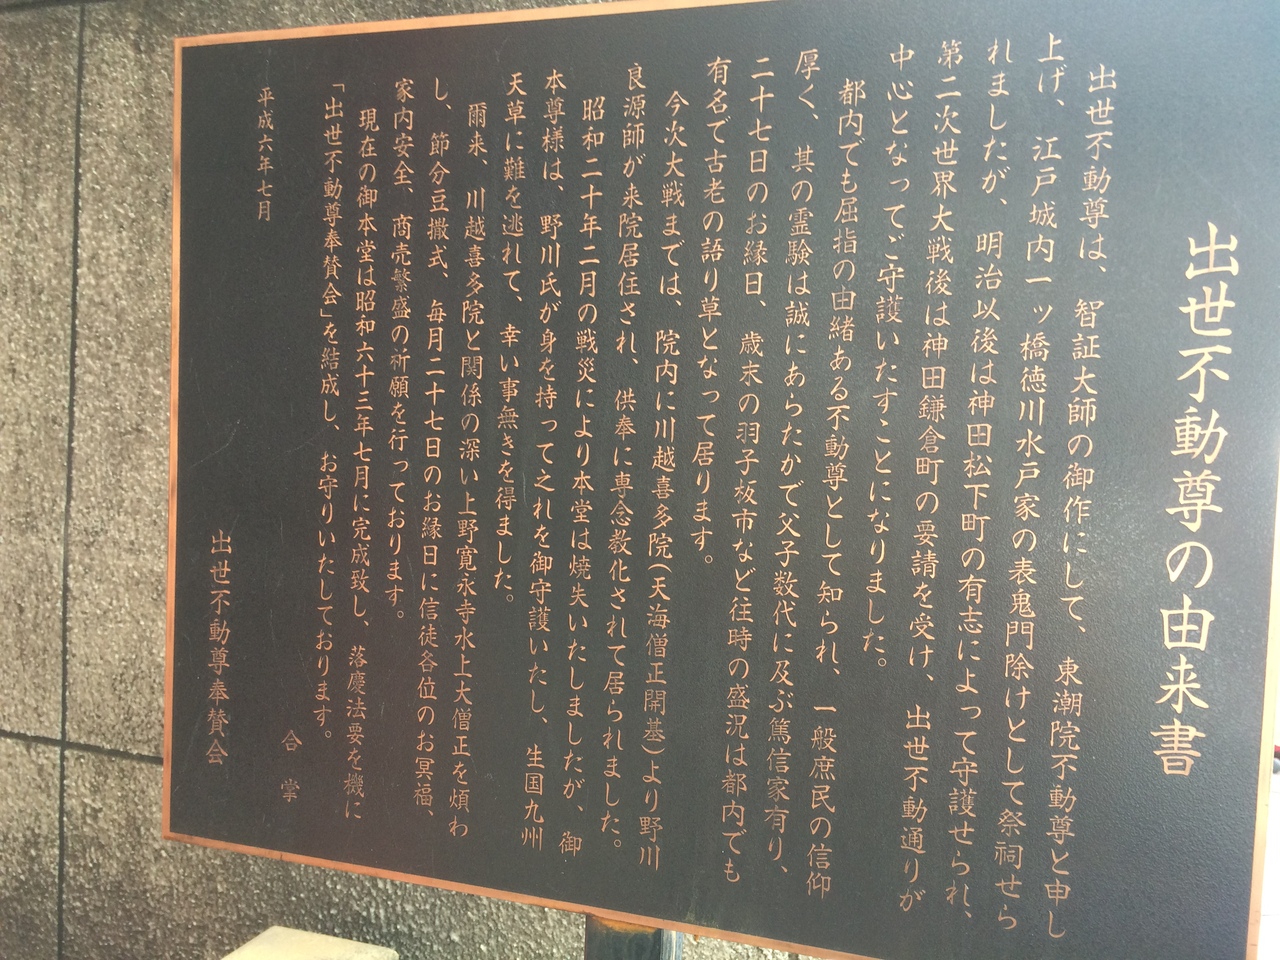 出世不動尊の由来書
出世不動尊は、智証大師の御作にして、東潮院不動尊と申し
上げ、江戸城内一ッ橋徳川水戸家の表鬼門除けとして祭祠せら
れましたが、明治以後は神田松下町の有志によって守護せられ、
第二次世界大戦後は神田鎌倉町の要請を受け、出世不動通りが
中心となってご守護いたすことになりました。
都内でも屈指の由緒ある不動尊として知られ、一般庶民の信仰
厚く、其の霊験は誠にあらたかで父子数代に及ぶ篤信家有り、
二十七日のお縁日、歳末の羽子板市など往時の盛況は都内でも
有名で古老の語り草となって居ります。
今次大戦までは、院内に川越喜多院(天海僧正開基)より野川
良源師が来院居住され、供奉に専念教化されて居られました。
昭和二十年二月の戦災により本堂は焼失いたしましたが、御
本尊様は、野川氏が身を持って之れを御守護いたし、生国九州
天草に難を逃れて、幸い事無きを得ました。
爾来、川越喜多院と関係の深い上野寛永寺水上大僧正を煩わ
し、節分豆撒式、毎月二十七日のお縁日に信徒各位のお冥福、
家内安全、商売繁盛の祈願を行っております。
現在の御本堂は昭和六十三年七月に完成致し、落慶法要を機に
「出世不動尊奉賛会」を結成し、お守りいたしております。
合掌
平成六年七月
出世不動尊奉賛会